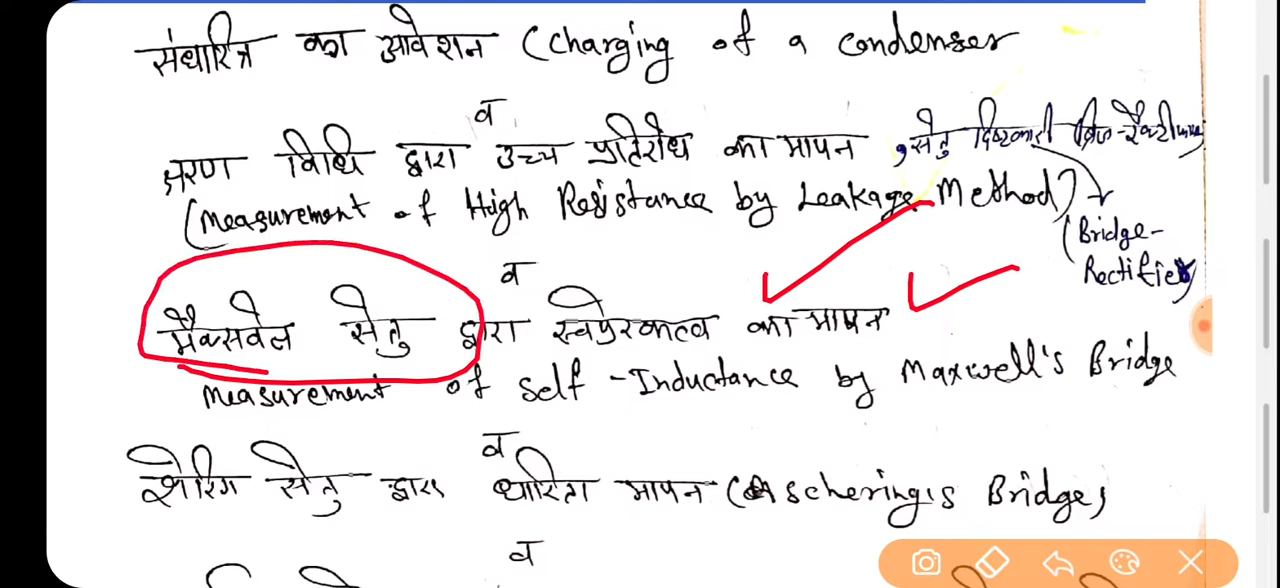 संधारित्र का आवेशन (Charging of a condenser
व
क्षरण विधि द्वारा उच्च प्रतिरोध का मापन , सेतु दिष्टकारी
(Measurement of High Resistance by Leakage Method)
(Bridge-
Rectifier)
व
मैक्सवेल सेतु द्वारा स्वप्रेरकत्व का मापन
Measurement of self-Inductance by Maxwell's Bridge
व
शेरिंग सेतु द्वारा धारिता मापन (scheringis Bridge)
व